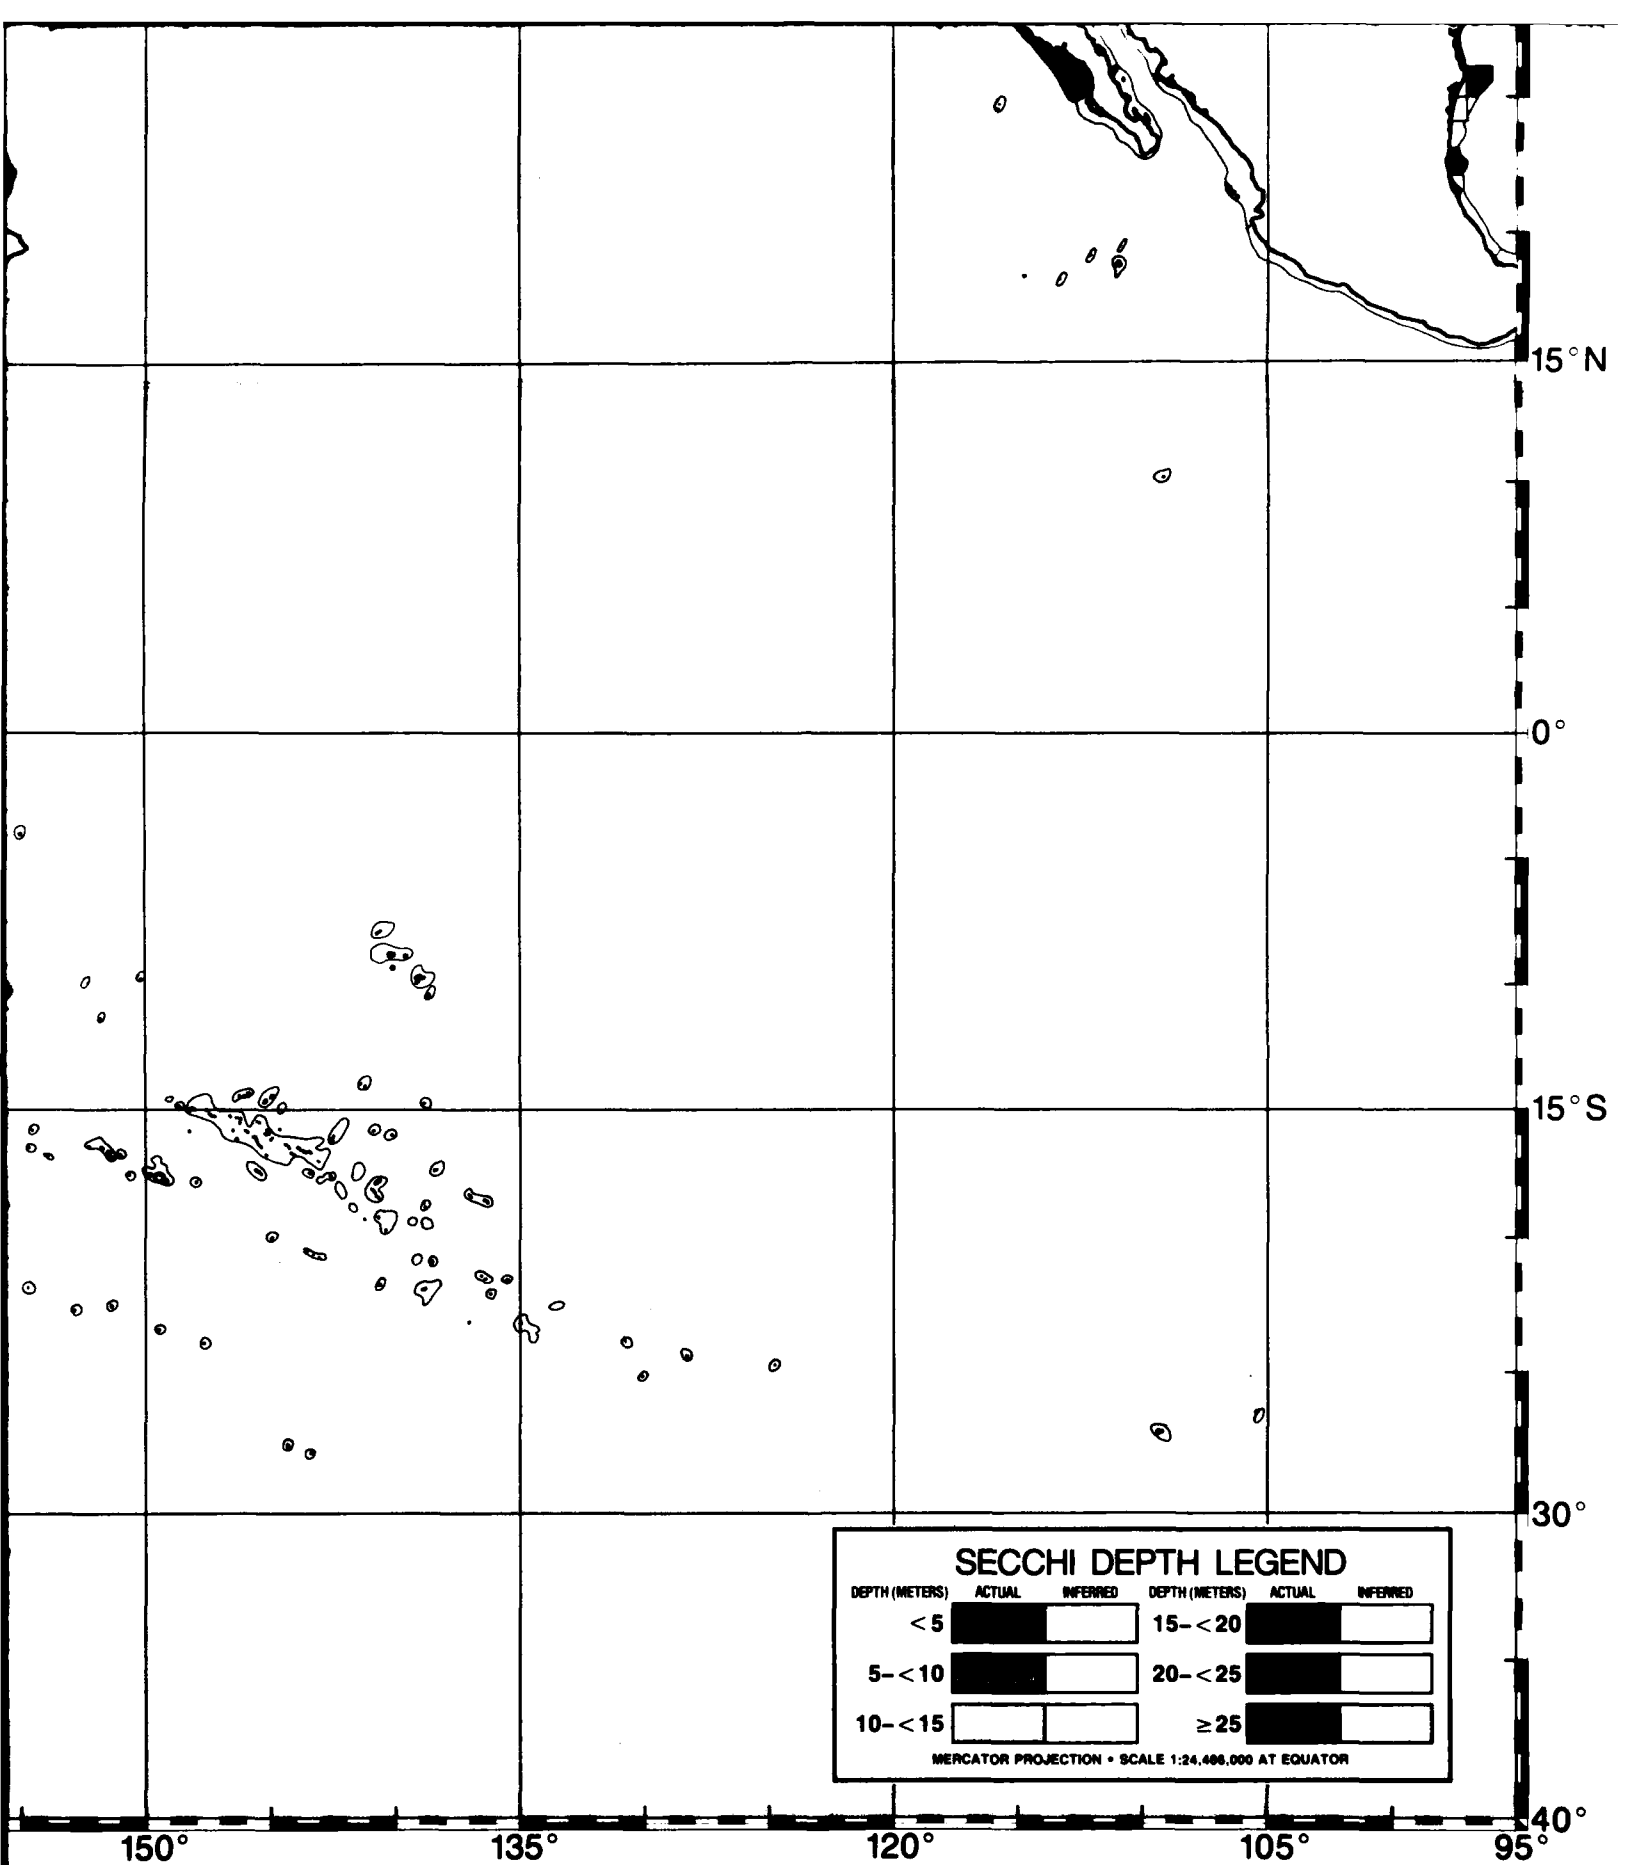 15°N
0°
15°S
30°
SECCHI DEPTH LEGEND
DEPTH (METERS) ACTUAL INFERRED DEPTH (METERS) ACTUAL INFERRED
<5 15-<20
5-<10 20-<25
10-<15 ≥25
MERCATOR PROJECTION • SCALE 1:24,466,000 AT EQUATOR
40°
150° 135° 120° 105° 95°